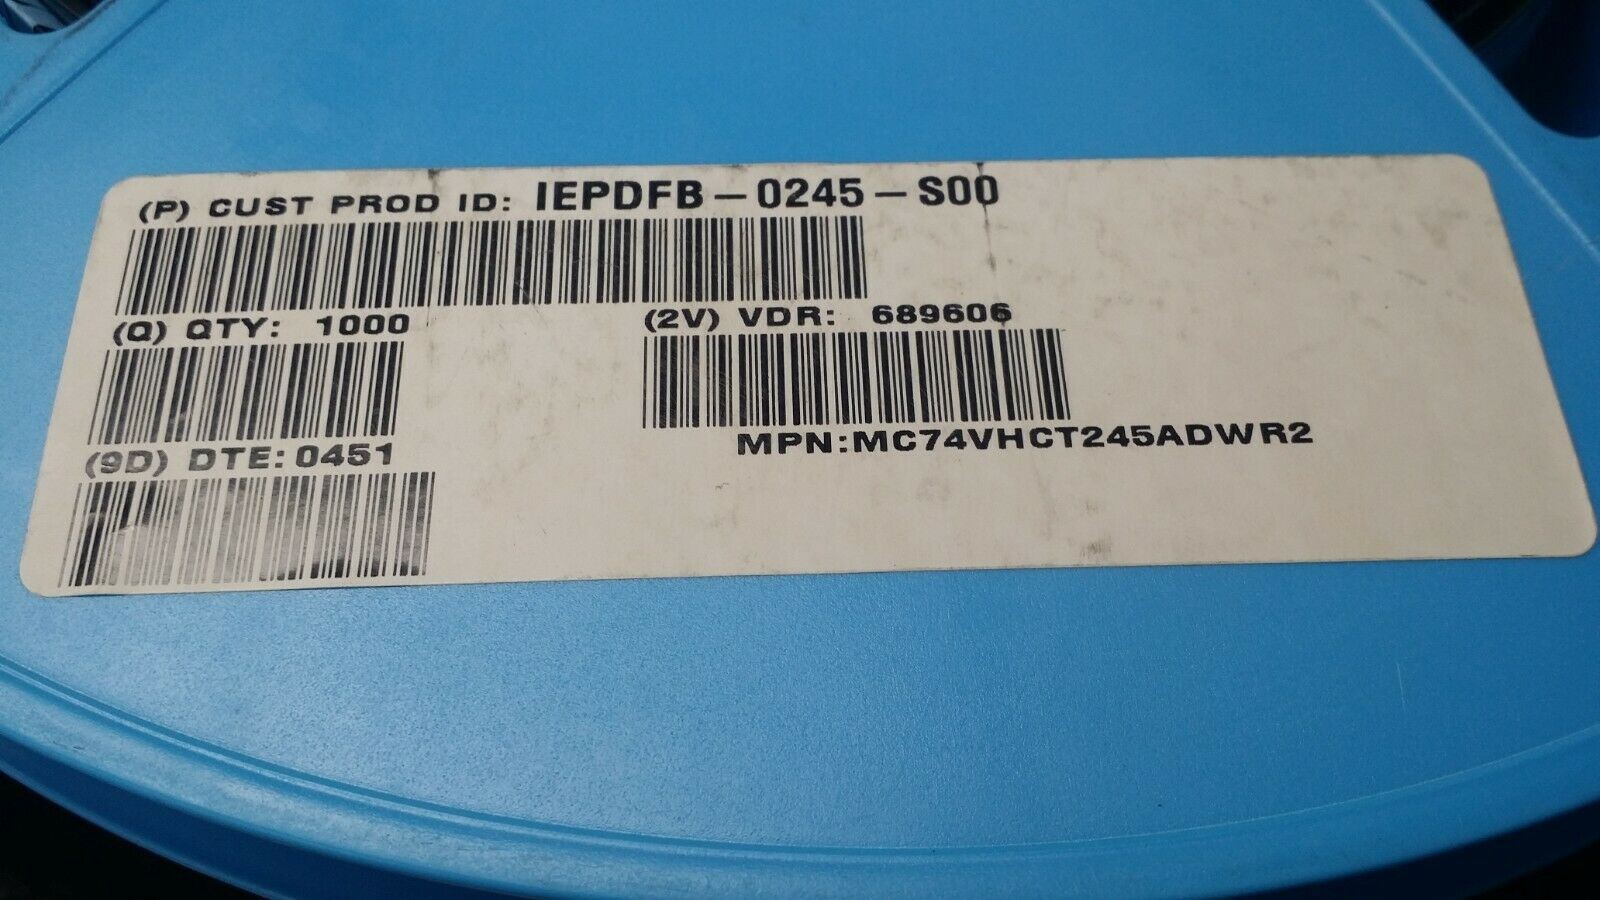 (P) CUST PROD ID: IEPDFB-0245-S00
(Q) QTY: 1000
(2V) VDR: 689606
(9D) DTE: 0451
MPN:MC74VHCT245ADWR2